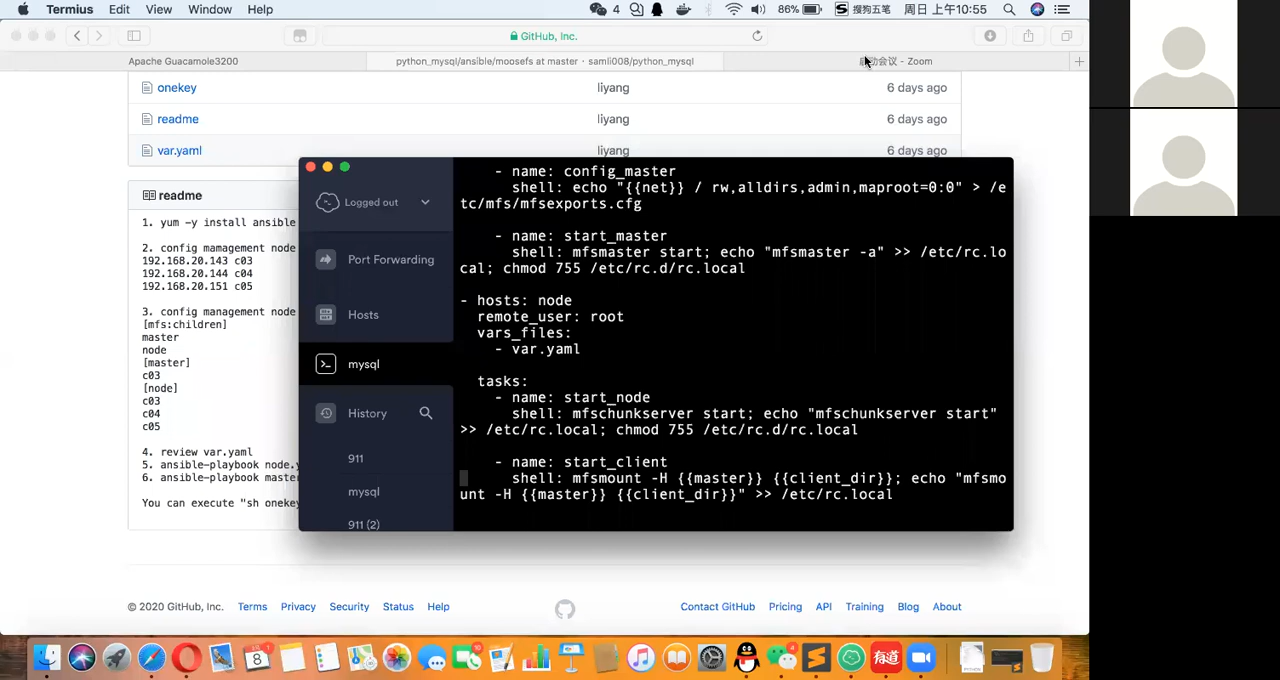 Termius Edit View Window Help
4
86%
搜狗五笔
周日 上午10:55
GitHub, Inc.
Apache Guacamole3200
python_mysql/ansible/moosefs at master · samli008/python_mysql
动会议 - Zoom
onekey liyang 6 days ago
readme liyang 6 days ago
var.yaml liyang 6 days ago
readme
1. yum -y install ansible
2. config mamagement node
192.168.20.143 c03
192.168.20.144 c04
192.168.20.151 c05
3. config management node
[mfs:children]
master
node
[master]
c03
[node]
c03
c04
c05
4. review var.yaml
5. ansible-playbook node.y
6. ansible-playbook master
You can execute "sh onek
Logged out
Port Forwarding
Hosts
mysql
History
911
mysql
911 (2)
- name: config_master
shell: echo "{{net}} / rw,alldirs,admin,maproot=0:0" > /e
tc/mfs/mfsexports.cfg
- name: start_master
shell: mfsmaster start; echo "mfsmaster -a" >> /etc/rc.lo
cal; chmod 755 /etc/rc.d/rc.local
- hosts: node
remote_user: root
vars_files:
- var.yaml
tasks:
- name: start_node
shell: mfschunkserver start; echo "mfschunkserver start"
>> /etc/rc.local; chmod 755 /etc/rc.d/rc.local
- name: start_client
shell: mfsmount -H {{master}} {{client_dir}}; echo "mfsmo
unt -H {{master}} {{client_dir}}" >> /etc/rc.local
© 2020 GitHub, Inc. Terms Privacy Security Status Help
Contact GitHub Pricing API Training Blog About
8
有道